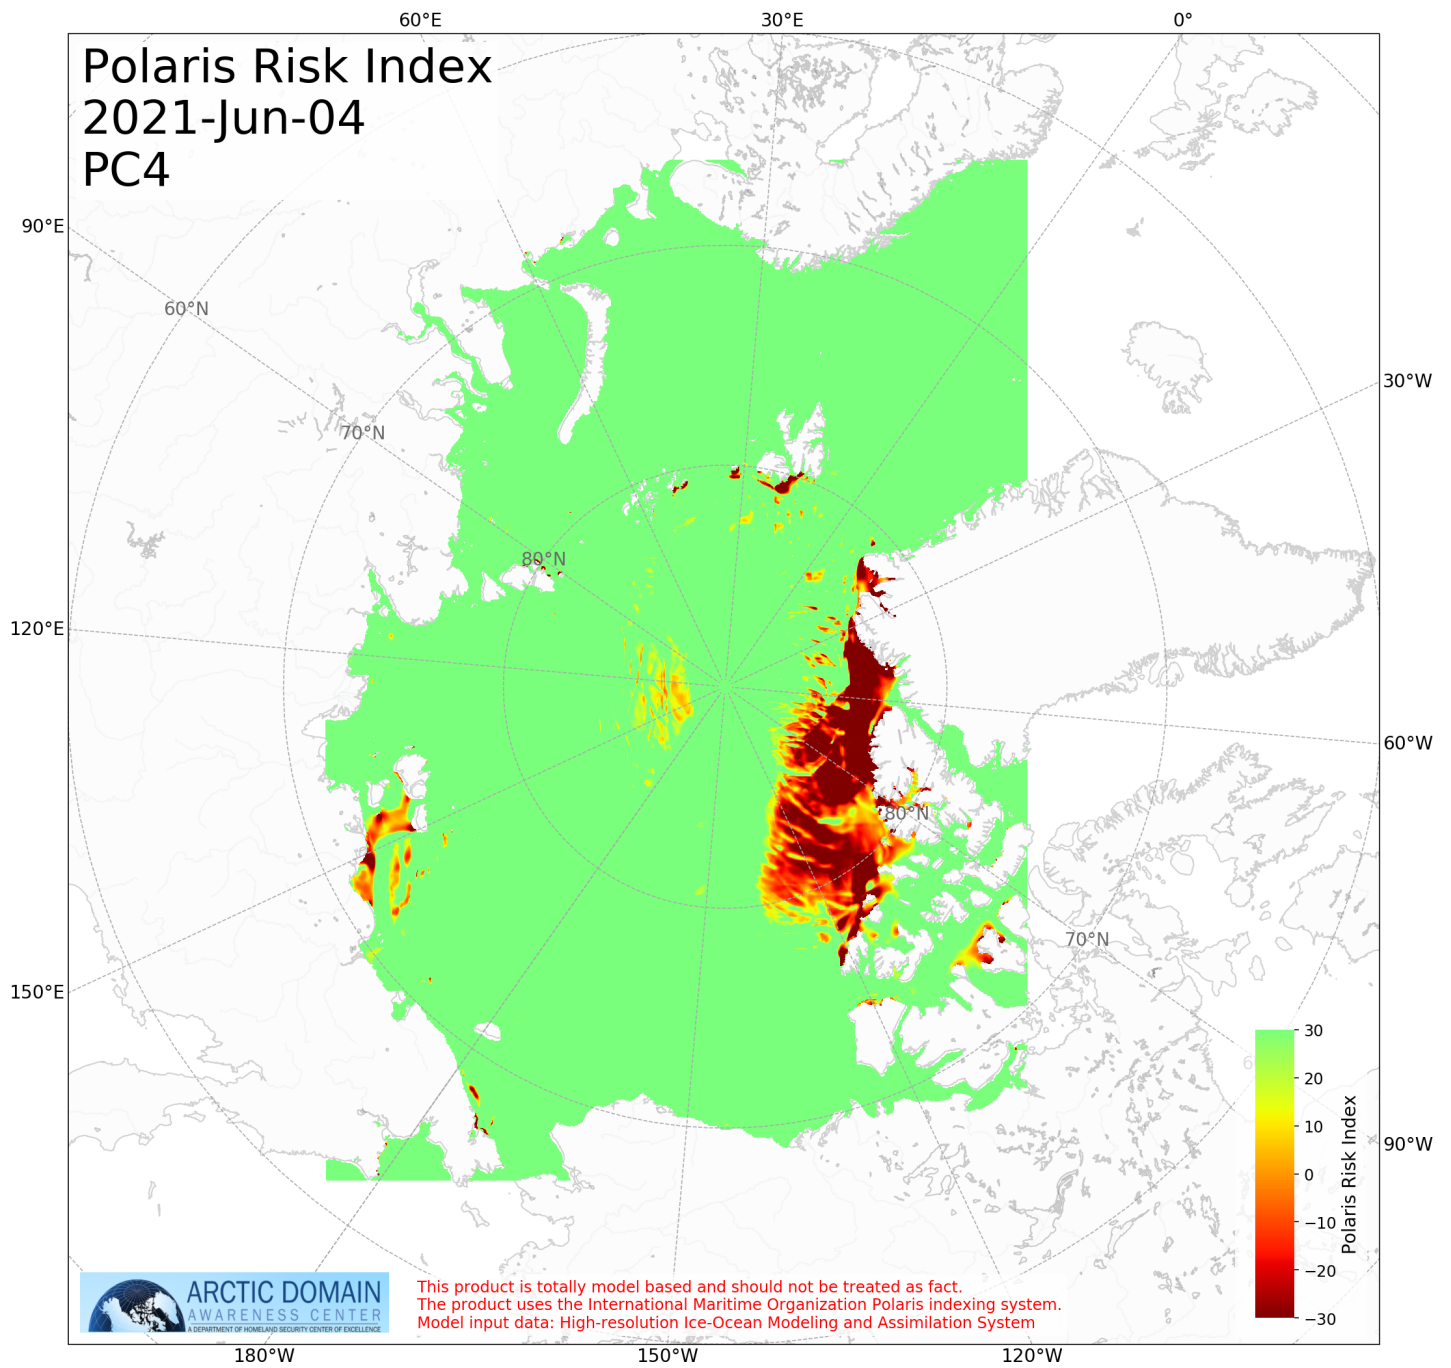 60°E 30°E 0°
Polaris Risk Index
2021-Jun-04
PC4
90°E
60°N
30°W
70°N
80°N
120°E
60°W
80°N
70°N
150°E
30
20
10
0
−10
−20
−30
Polaris Risk Index
90°W
ARCTIC DOMAIN
AWARENESS CENTER
A DEPARTMENT OF HOMELAND SECURITY CENTER OF EXCELLENCE
This product is totally model based and should not be treated as fact.
The product uses the International Maritime Organization Polaris indexing system.
Model input data: High-resolution Ice-Ocean Modeling and Assimilation System
180°W 150°W 120°W